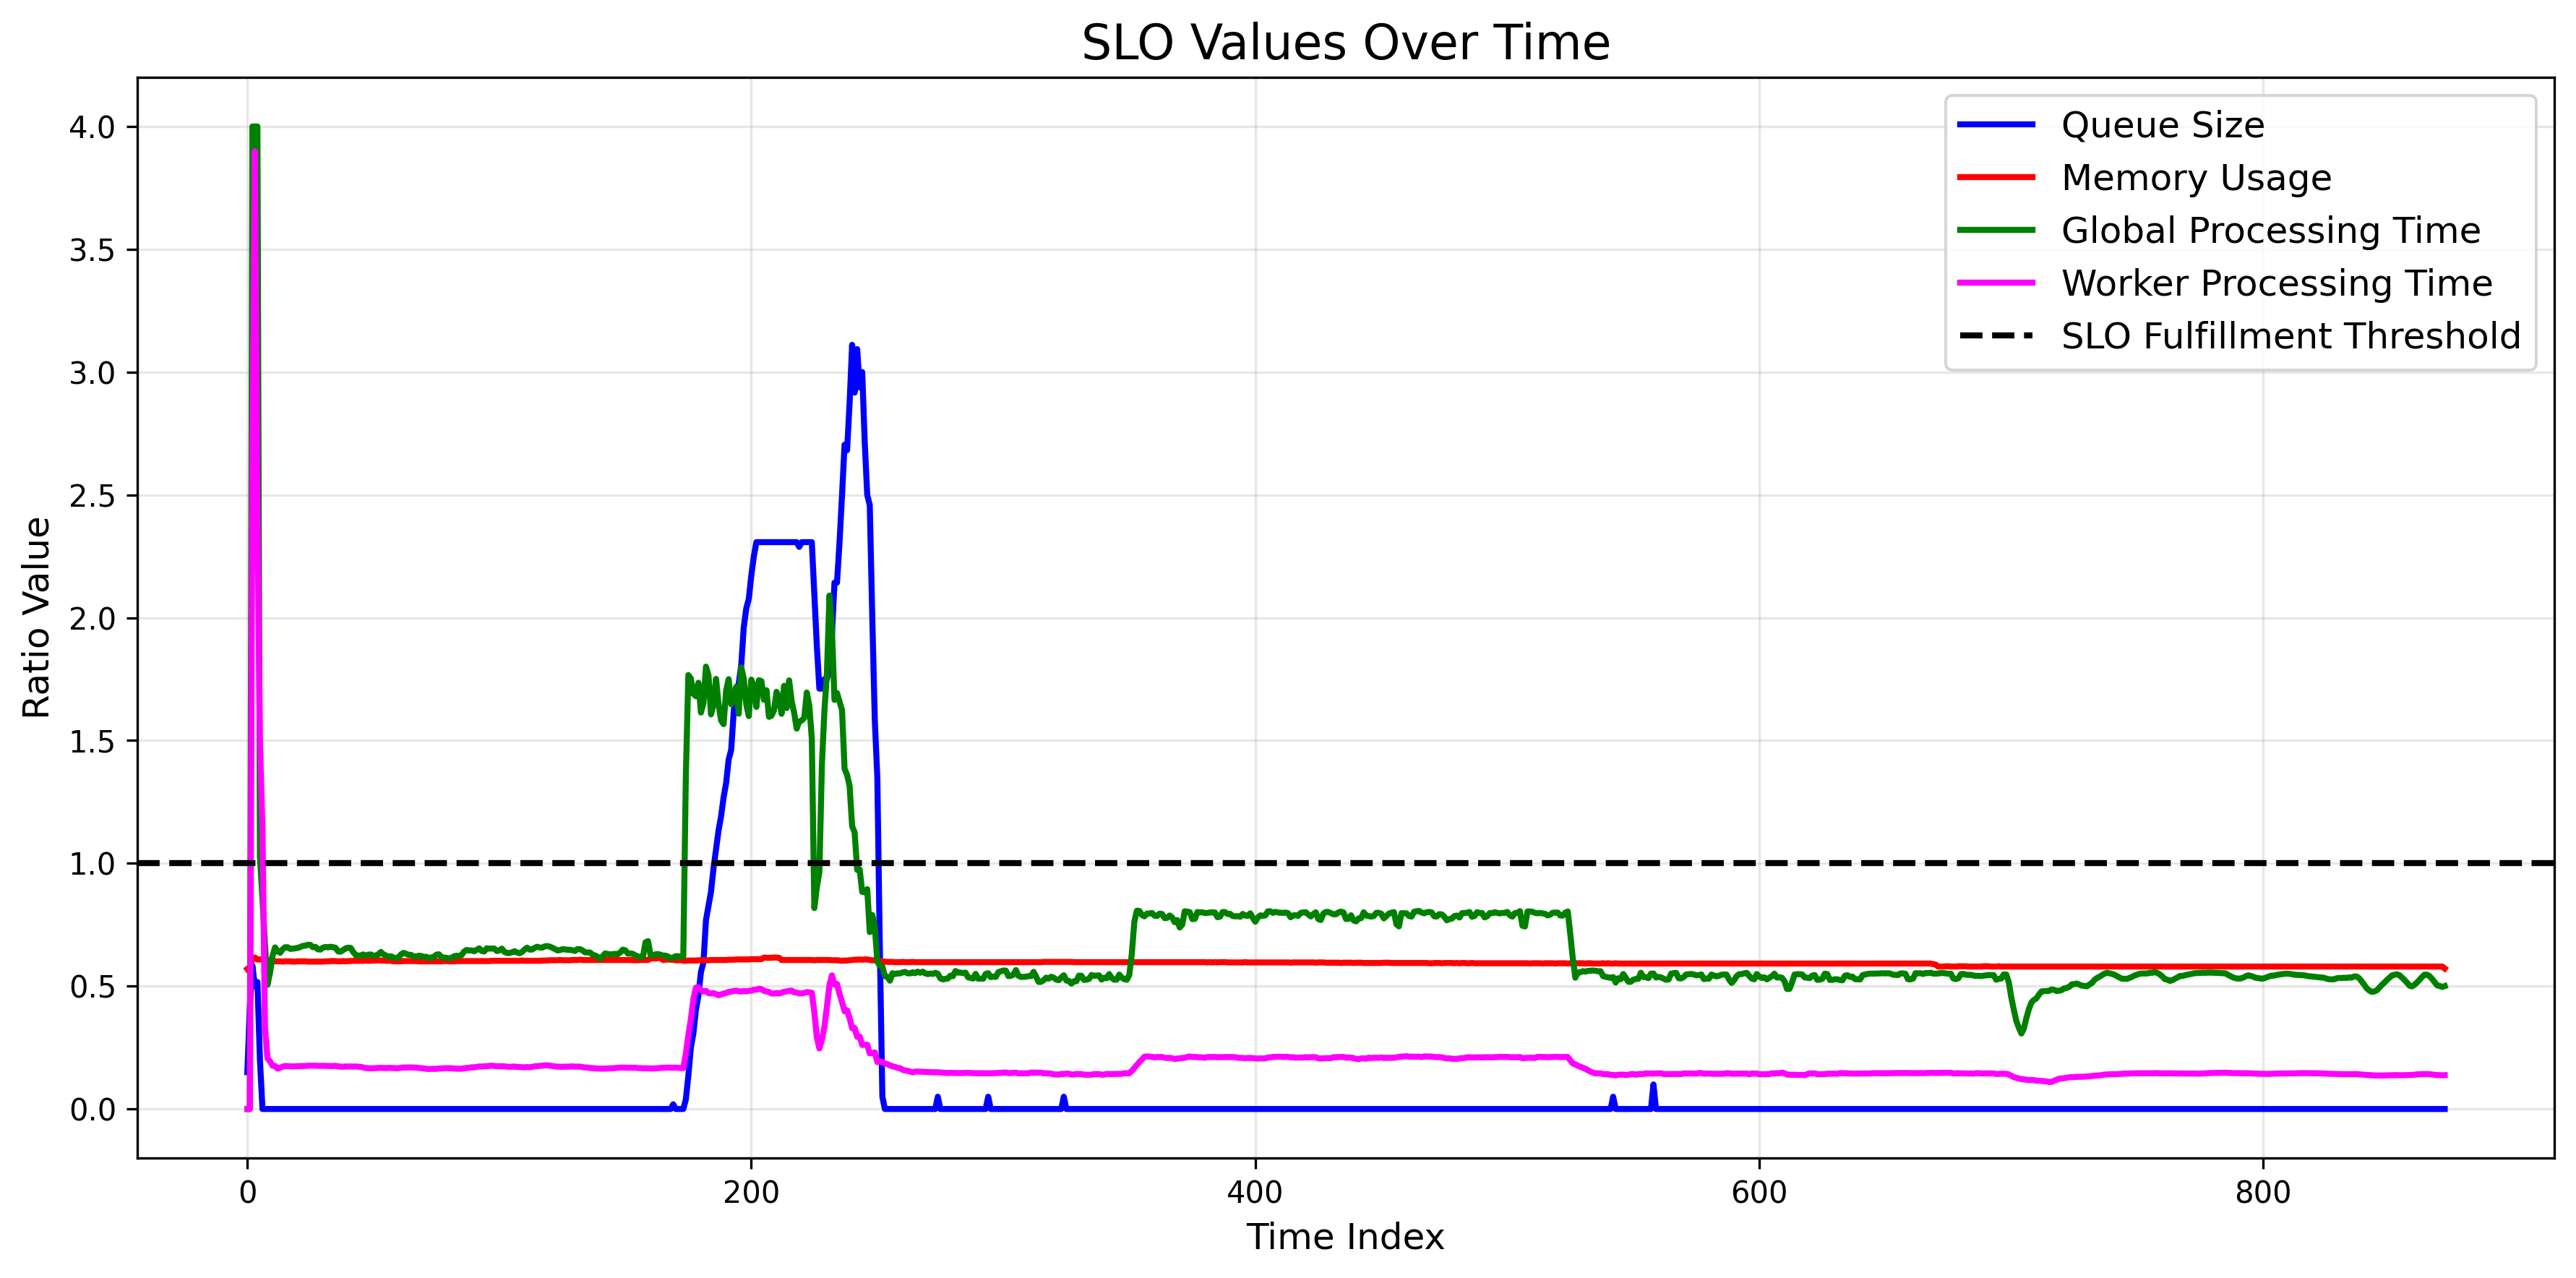 SLO Values Over Time
4.0
3.5
3.0
2.5
2.0
1.5
1.0
0.5
0.0
Ratio Value
Queue Size
Memory Usage
Global Processing Time
Worker Processing Time
SLO Fulfillment Threshold
0 200 400 600 800
Time Index